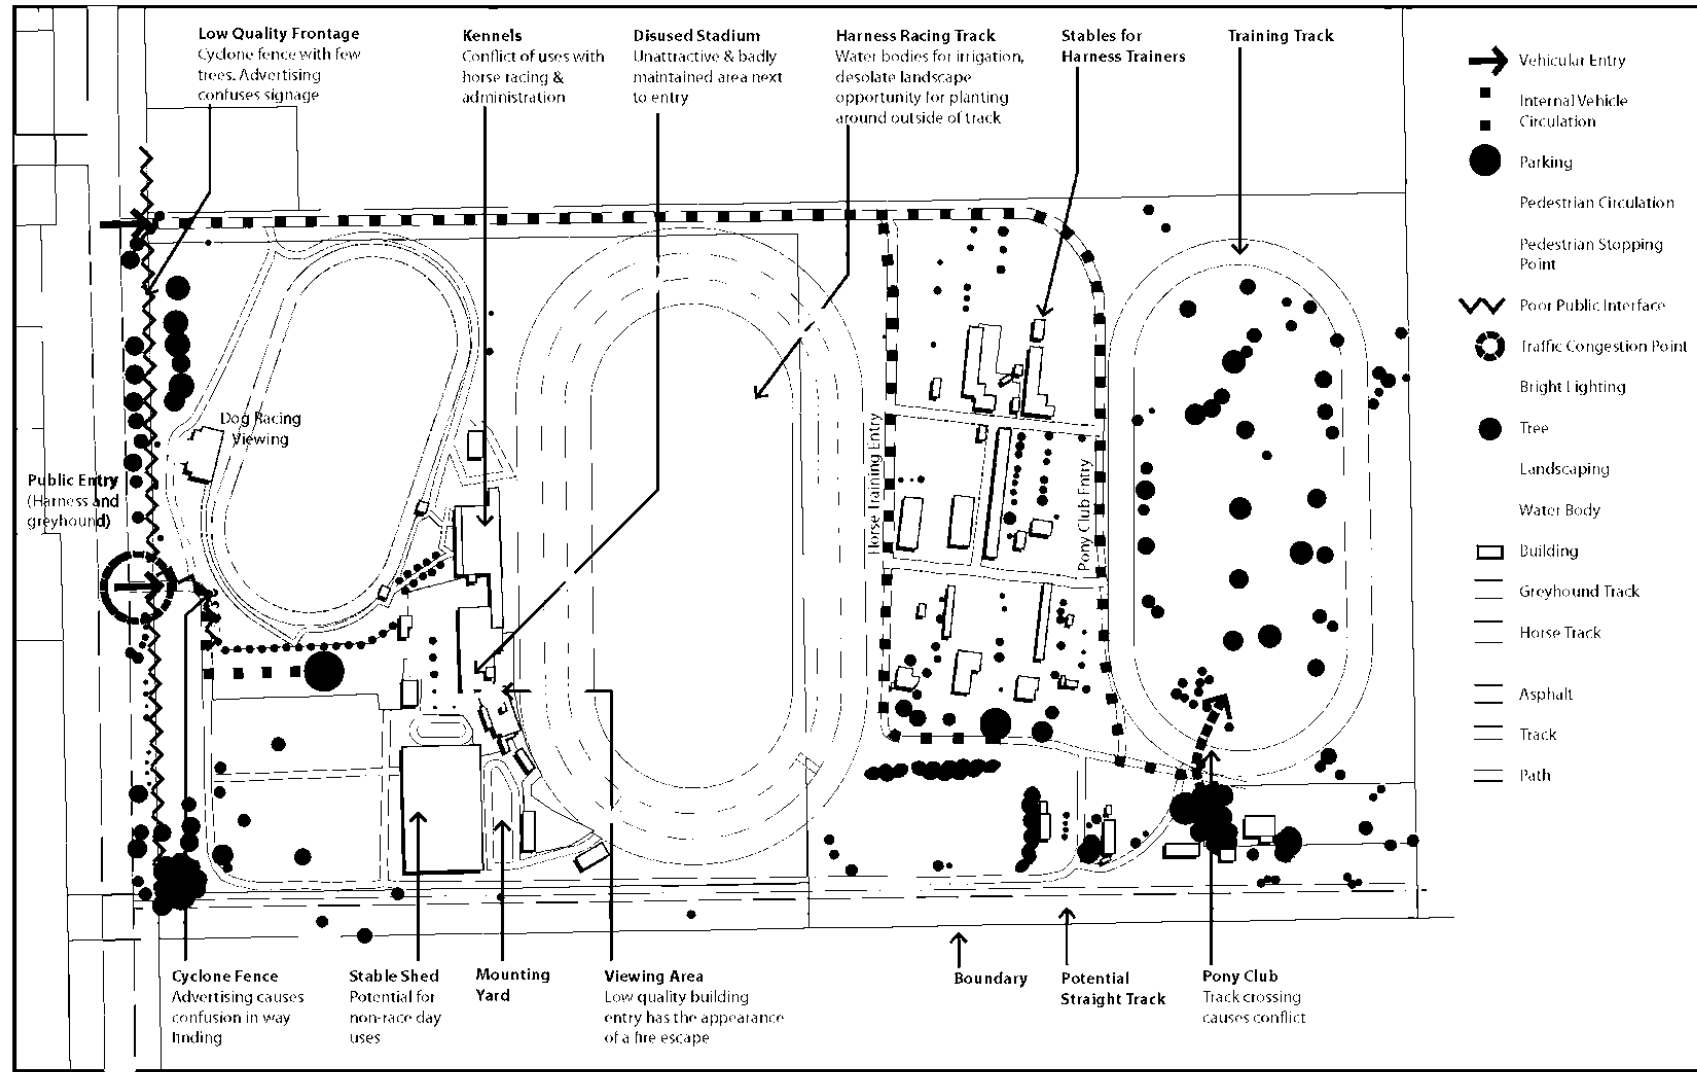 Low Quality Frontage
Cyclone fence with few
trees. Advertising
confuses signage
Kennels
Conflict of uses with
horse racing &
administration
Disused Stadium
Unattractive & badly
maintained area next
to entry
Harness Racing Track
Water bodies for irrigation,
desolate landscape
opportunity for planting
around outside of track
Stables for
Harness Trainers
Training Track
Vehicular Entry
Internal Vehicle
Circulation
Parking
Pedestrian Circulation
Pedestrian Stopping
Point
Poor Public Interface
Traffic Congestion Point
Bright Lighting
Tree
Landscaping
Water Body
Building
Greyhound Track
Horse Track
Asphalt
Track
Path
Dog Racing
Viewing
Public Entry
(Harness and
greyhound)
Horse Training Entry
Pony Club Entry
Cyclone Fence
Advertising causes
confusion in way
finding
Stable Shed
Potential for
non-race day
uses
Mounting
Yard
Viewing Area
Low quality building
entry has the appearance
of a fire escape
Boundary
Potential
Straight Track
Pony Club
Track crossing
causes conflict